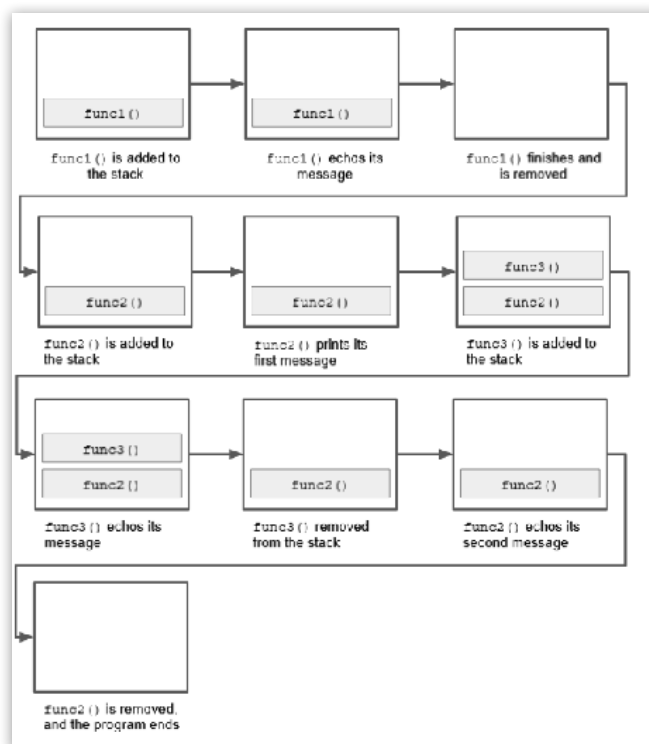 func1()
func1()
func1() is added to
the stack
func1() echos its
message
func1() finishes and
is removed
func2()
func2()
func3()
func2()
func2() is added to
the stack
func2() prints its
first message
func3() is added to
the stack
func3()
func2()
func2()
func2()
func3() echos its
message
func3() removed
from the stack
func2() echos its
second message
func2() is removed,
and the program ends